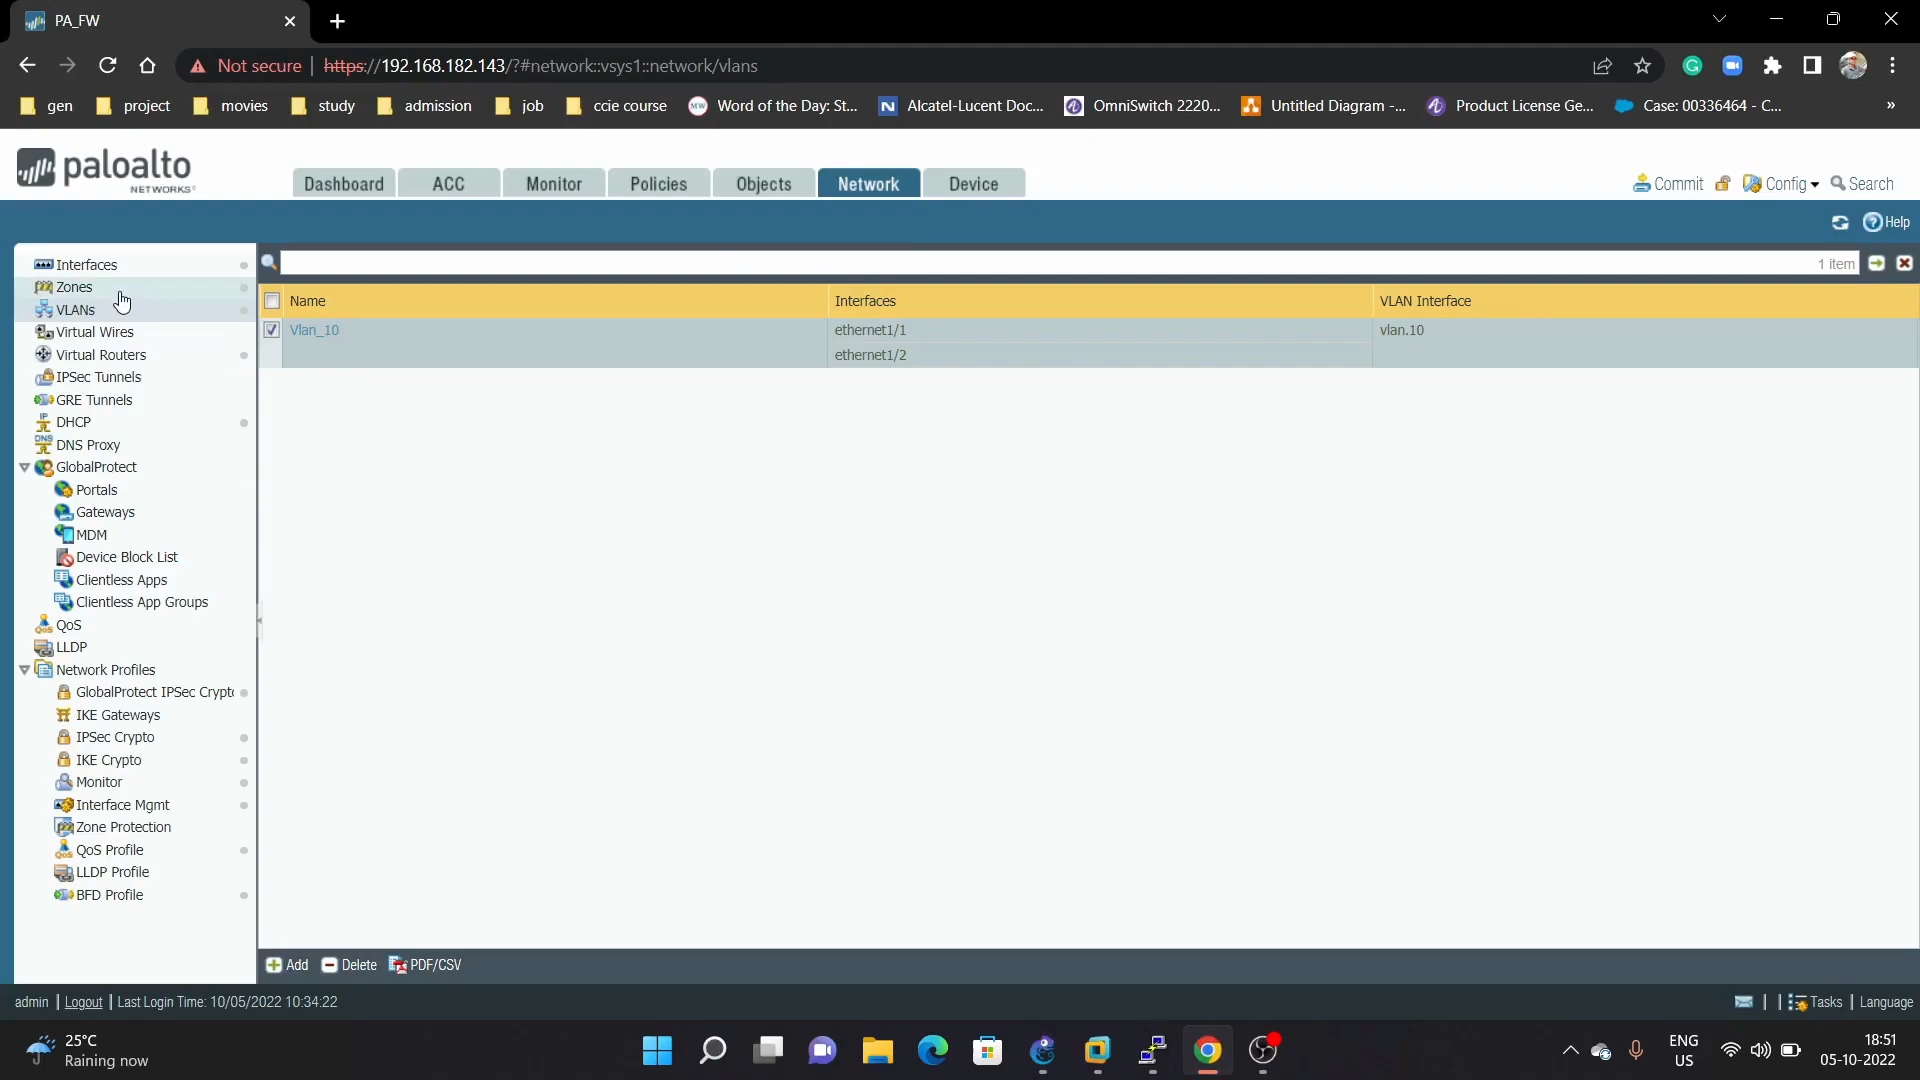 PA_FW
Not secure | https://192.168.182.143/?#network::vsys1::network/vlans
gen project movies study admission job ccie course Word of the Day: St... Alcatel-Lucent Doc... OmniSwitch 2220... Untitled Diagram -... Product License Ge... Case: 00336464 - C... »
paloalto
NETWORKS
Dashboard ACC Monitor Policies Objects Network Device
Commit Config Search
Help
Interfaces
Zones
VLANs
Virtual Wires
Virtual Routers
IPSec Tunnels
GRE Tunnels
DHCP
DNS Proxy
GlobalProtect
Portals
Gateways
MDM
Device Block List
Clientless Apps
Clientless App Groups
QoS
LLDP
Network Profiles
GlobalProtect IPSec Crypt
IKE Gateways
IPSec Crypto
IKE Crypto
Monitor
Interface Mgmt
Zone Protection
QoS Profile
LLDP Profile
BFD Profile
1 item
Name Interfaces VLAN Interface
Vlan_10 ethernet1/1 vlan.10
ethernet1/2
Add Delete PDF/CSV
admin | Logout | Last Login Time: 10/05/2022 10:34:22
Tasks | Language
25°C
Raining now
ENG
US
18:51
05-10-2022